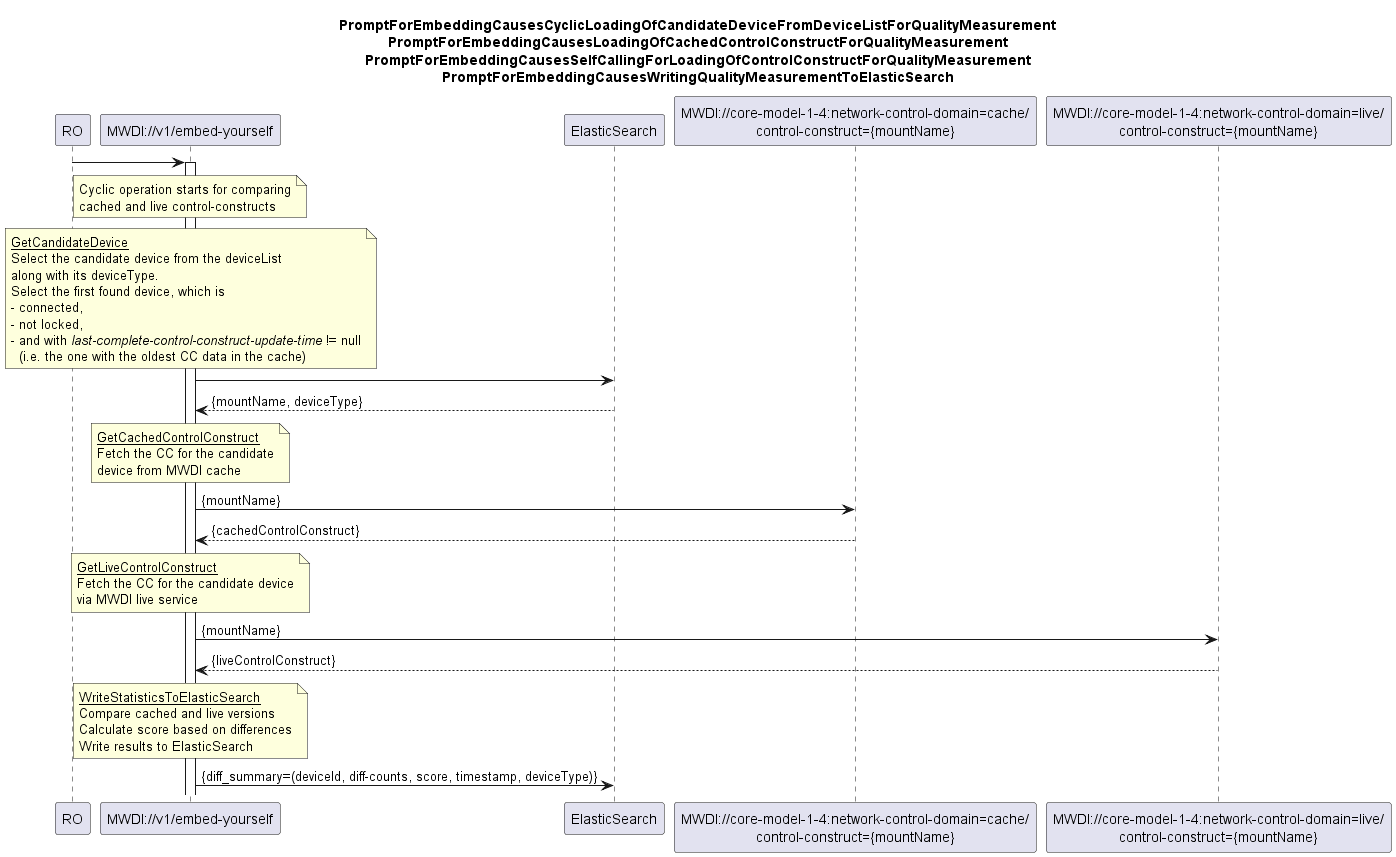 PromptForEmbeddingCausesCyclicLoadingOfCandidateDeviceFromDeviceListForQualityMeasurement
PromptForEmbeddingCausesLoadingOfCachedControlConstructForQualityMeasurement
PromptForEmbeddingCausesSelfCallingForLoadingOfControlConstructForQualityMeasurement
PromptForEmbeddingCausesWritingQualityMeasurementToElasticSearch
RO
MWDI://v1/embed-yourself
ElasticSearch
MWDI://core-model-1-4:network-control-domain=cache/
control-construct={mountName}
MWDI://core-model-1-4:network-control-domain=live/
control-construct={mountName}
Cyclic operation starts for comparing
cached and live control-constructs
GetCandidateDevice
Select the candidate device from the deviceList
along with its deviceType.
Select the first found device, which is
- connected,
- not locked,
- and with last-complete-control-construct-update-time != null
(i.e. the one with the oldest CC data in the cache)
{mountName, deviceType}
GetCachedControlConstruct
Fetch the CC for the candidate
device from MWDI cache
{mountName}
{cachedControlConstruct}
GetLiveControlConstruct
Fetch the CC for the candidate device
via MWDI live service
{mountName}
{liveControlConstruct}
WriteStatisticsToElasticSearch
Compare cached and live versions
Calculate score based on differences
Write results to ElasticSearch
{diff_summary=(deviceId, diff-counts, score, timestamp, deviceType)}
RO
MWDI://v1/embed-yourself
ElasticSearch
MWDI://core-model-1-4:network-control-domain=cache/
control-construct={mountName}
MWDI://core-model-1-4:network-control-domain=live/
control-construct={mountName}